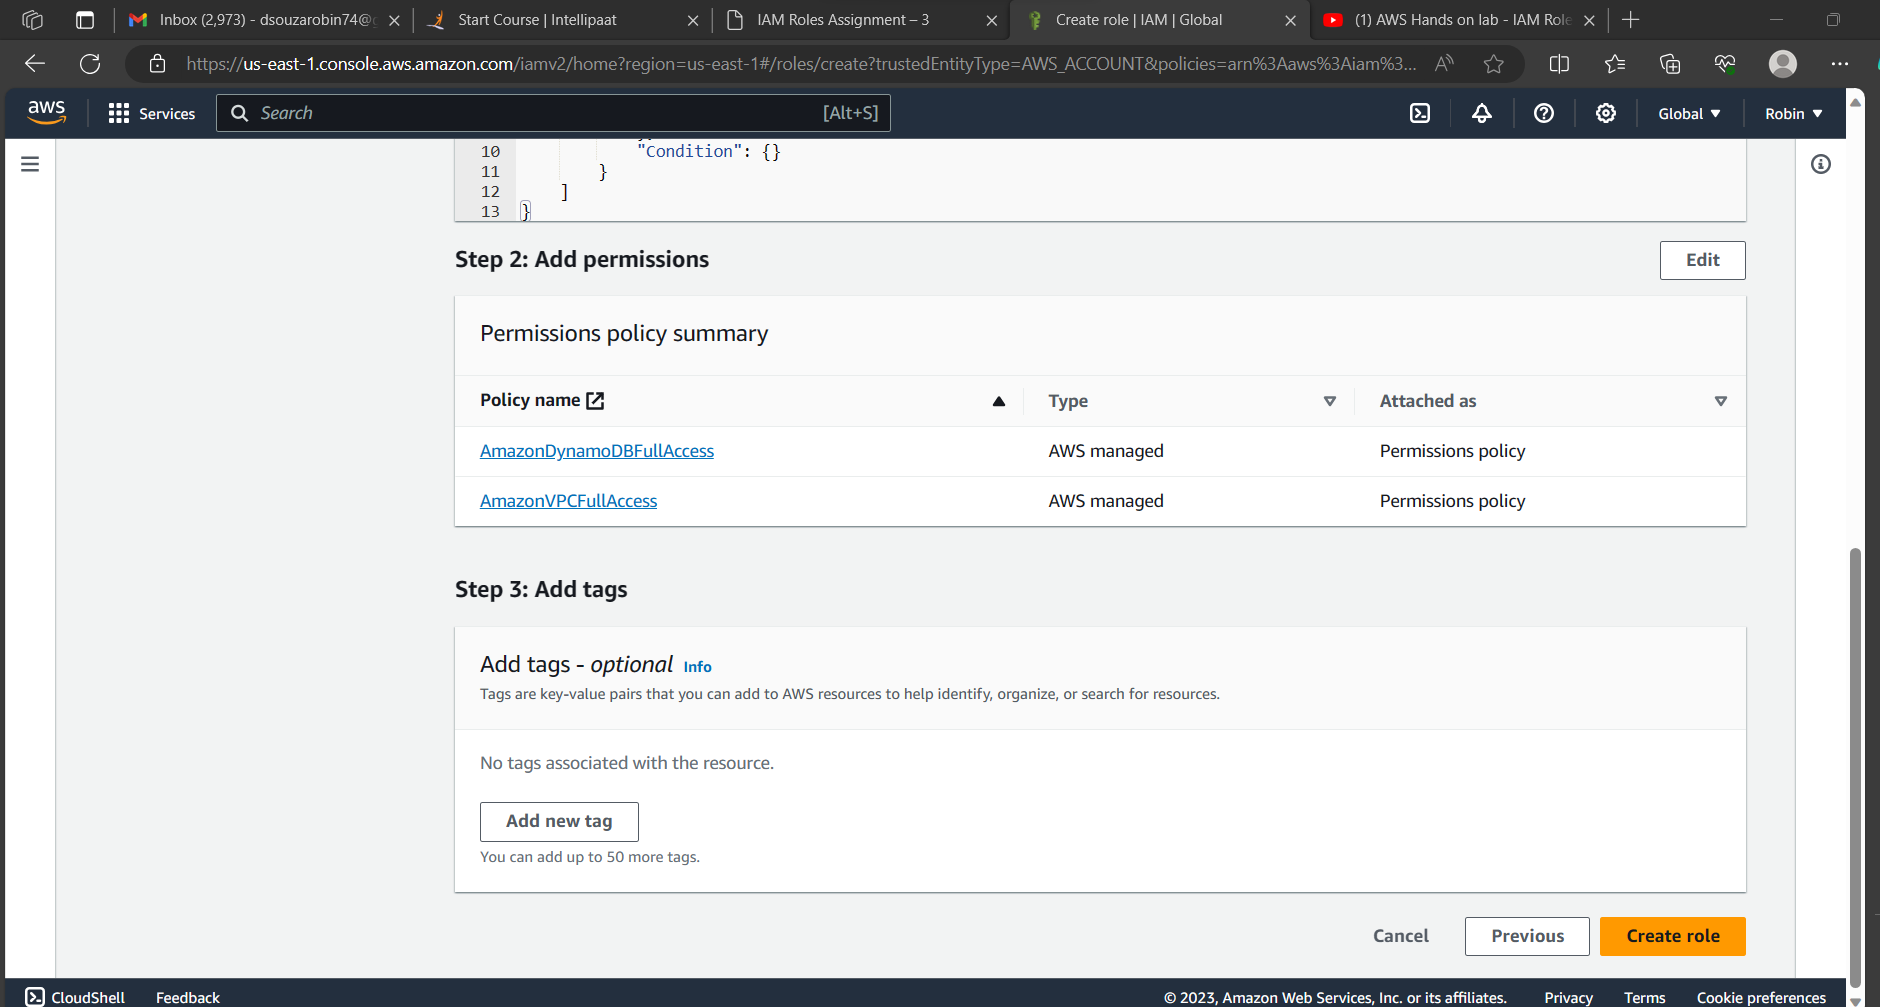 Inbox (2,973) - dsouzarobin74@g
Start Course | Intellipaat
IAM Roles Assignment – 3
Create role | IAM | Global
(1) AWS Hands on lab - IAM Role
https://us-east-1.console.aws.amazon.com/iamv2/home?region=us-east-1#/roles/create?trustedEntityType=AWS_ACCOUNT&policies=arn%3Aaws%3Aiam%3...
aws
Services
Search
[Alt+S]
Global
Robin
10 "Condition": {}
11 }
12 ]
13 }
Step 2: Add permissions
Edit
Permissions policy summary
Policy name
Type
Attached as
AmazonDynamoDBFullAccess
AWS managed
Permissions policy
AmazonVPCFullAccess
AWS managed
Permissions policy
Step 3: Add tags
Add tags - optional Info
Tags are key-value pairs that you can add to AWS resources to help identify, organize, or search for resources.
No tags associated with the resource.
Add new tag
You can add up to 50 more tags.
Cancel
Previous
Create role
CloudShell
Feedback
© 2023, Amazon Web Services, Inc. or its affiliates.
Privacy
Terms
Cookie preferences